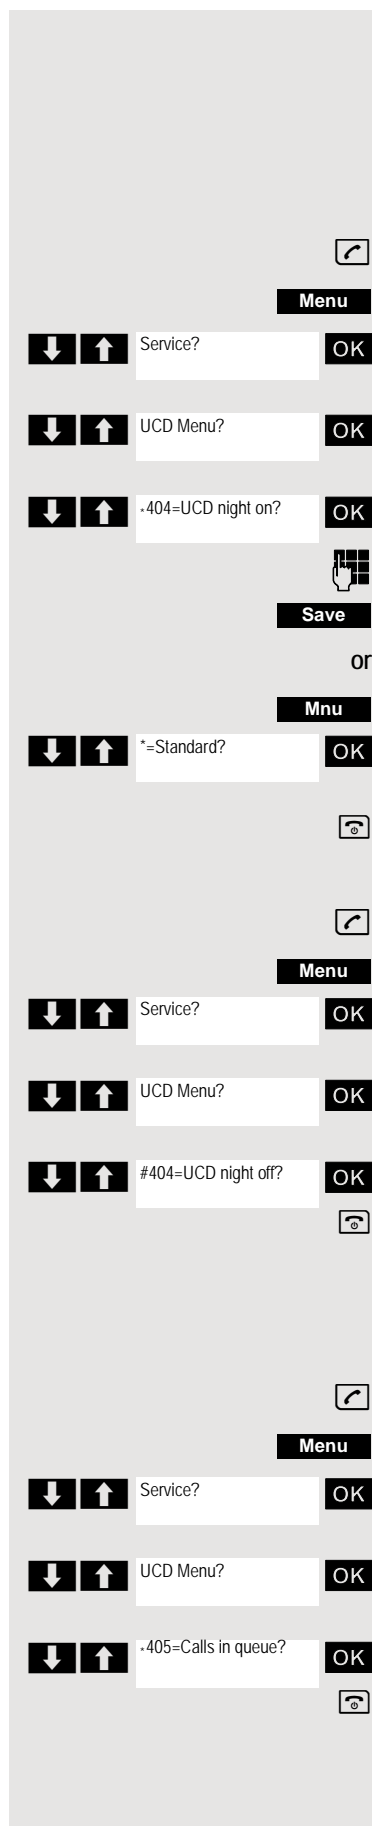 Menu
Service? OK
UCD Menu? OK
*404=UCD night on? OK
Save
or
Mnu
*=Standard? OK
Menu
Service? OK
UCD Menu? OK
#404=UCD night off? OK
Menu
Service? OK
UCD Menu? OK
*405=Calls in queue? OK